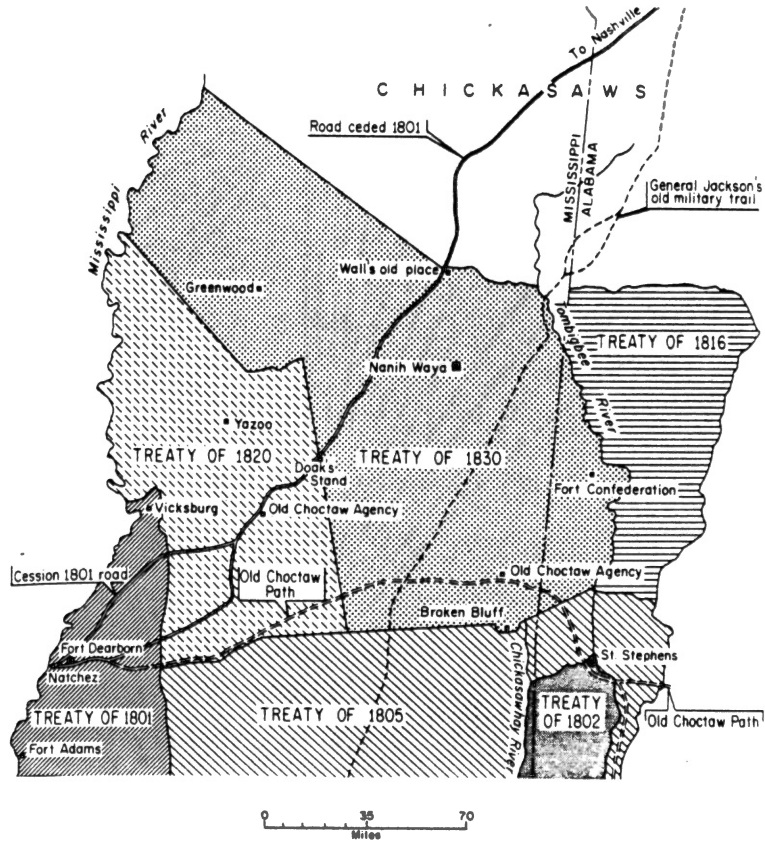 To Nashville
CHICKASAWS
Road ceded 1801
Mississippi River
MISSISSIPPI
ALABAMA
General Jackson's
old military trail
Wall's old place
Greenwood
Tombigbee River
TREATY OF 1816
Nanih Waya
Yazoo
TREATY OF 1820
Doak's
Stand
TREATY OF 1830
Fort Confederation
Vicksburg
Old Choctaw Agency
Cession 1801 road
Old Choctaw
Path
Old Choctaw Agency
Broken Bluff
Fort Dearborn
Natchez
Chickasawhay River
St. Stephens
TREATY OF 1801
TREATY OF 1805
TREATY
OF 1802
Old Choctaw Path
Fort Adams
0 35 70
Miles